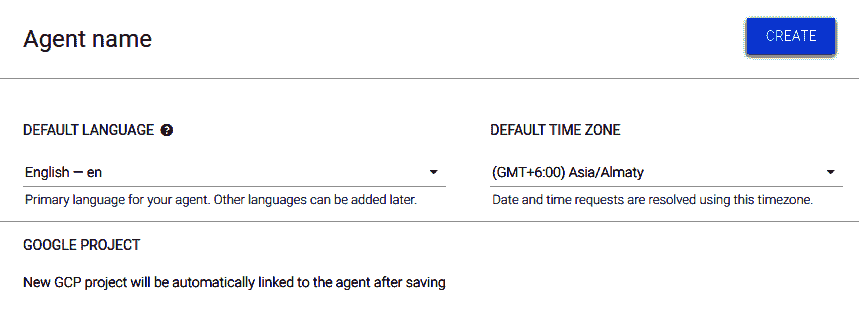 Agent name
CREATE
DEFAULT LANGUAGE ?
DEFAULT TIME ZONE
English — en
(GMT+6:00) Asia/Almaty
Primary language for your agent. Other languages can be added later.
Date and time requests are resolved using this timezone.
GOOGLE PROJECT
New GCP project will be automatically linked to the agent after saving